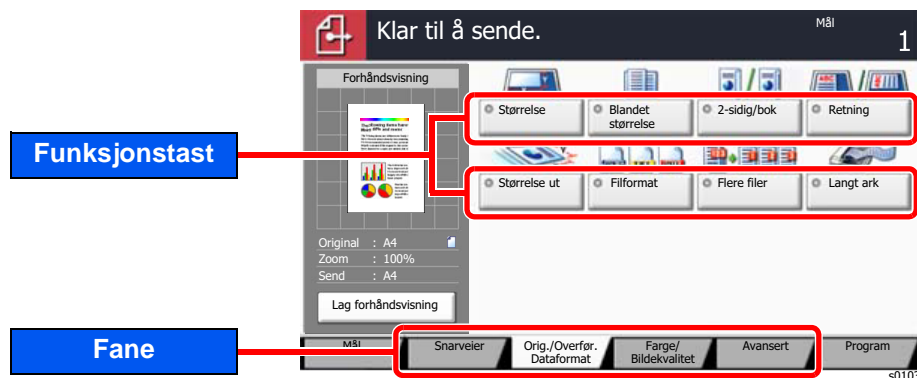 Klar til å sende.
Mål
1
Forhåndsvisning
Størrelse
Blandet
størrelse
2-sidig/bok
Retning
Funksjonstast
Størrelse ut
Filformat
Flere filer
Langt ark
Original : A4
Zoom : 100%
Send : A4
Lag forhåndsvisning
Fane
Mål
Snarveier
Orig./Overfør.
Dataformat
Farge/
Bildekvalitet
Avansert
Program